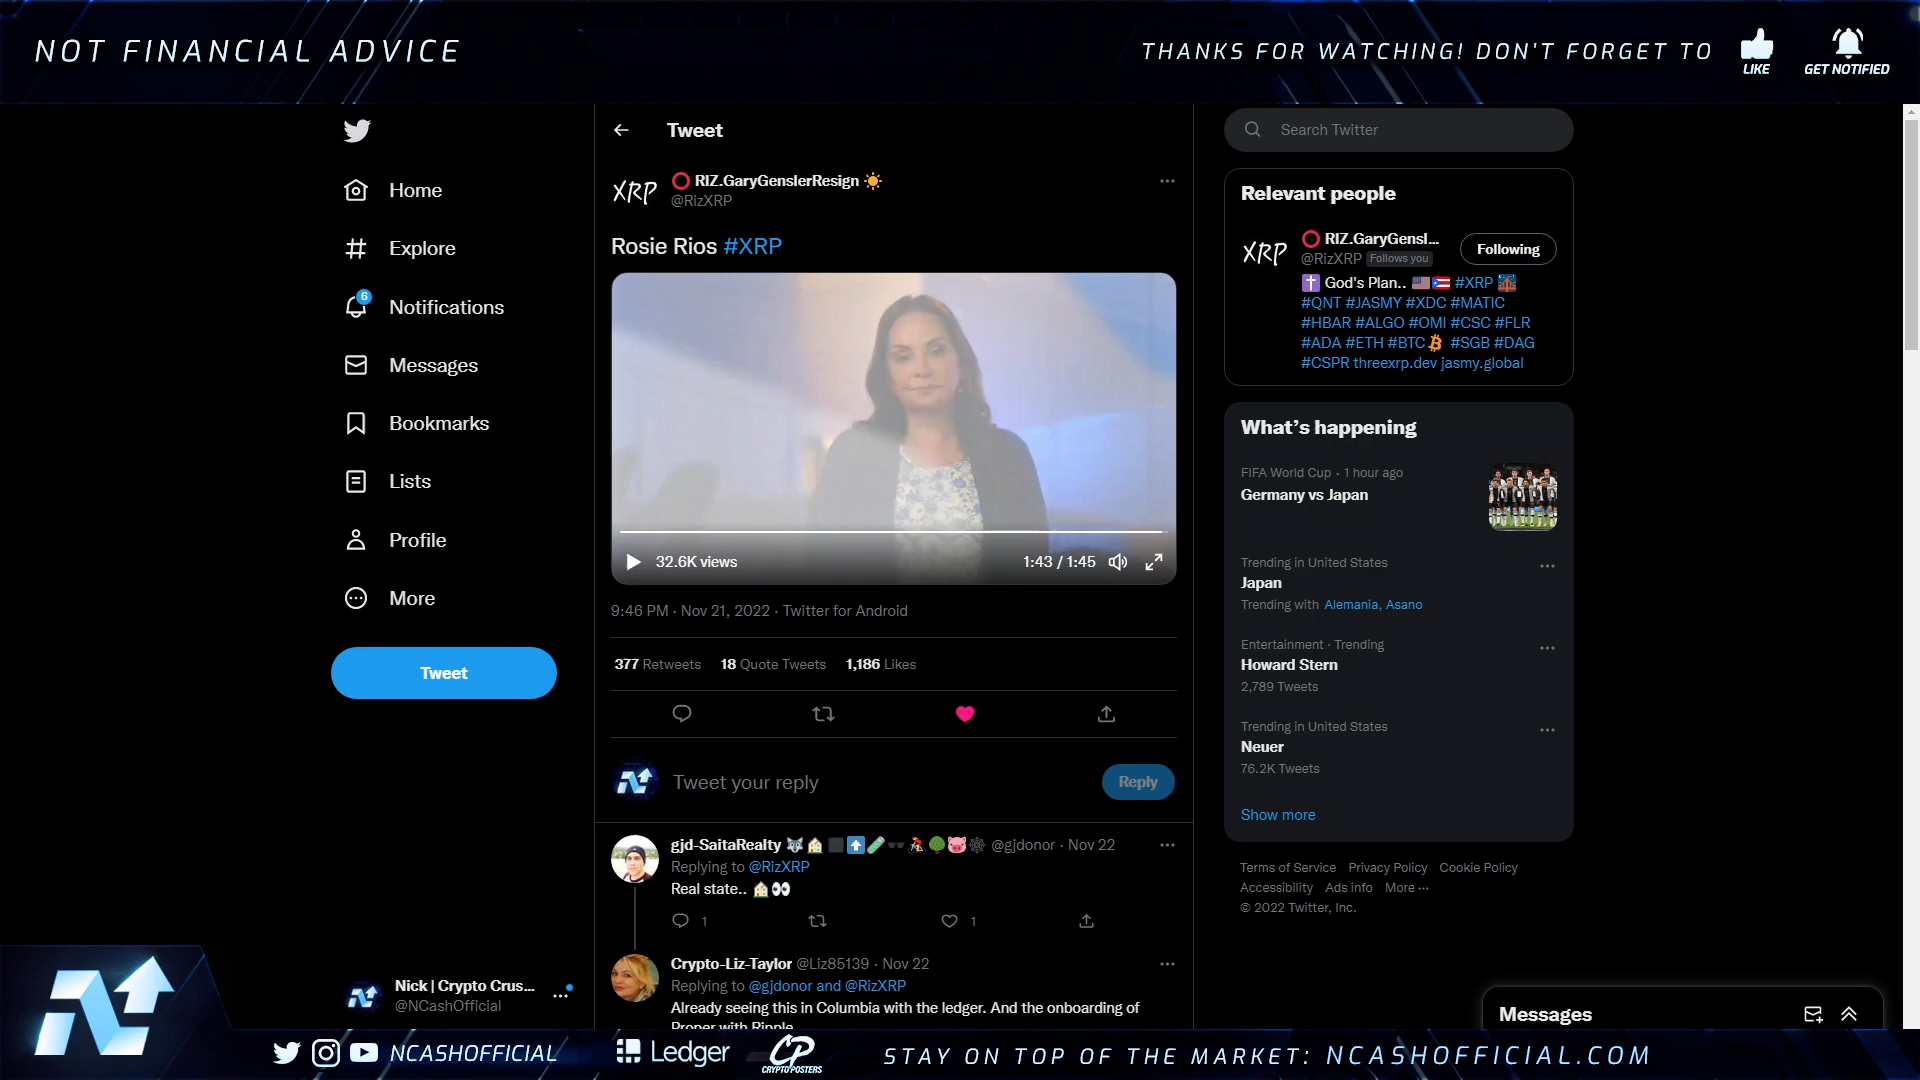 NOT FINANCIAL ADVICE
THANKS FOR WATCHING! DON'T FORGET TO
LIKE
GET NOTIFIED
Home
Explore
6
Notifications
Messages
Bookmarks
Lists
Profile
More
Tweet
Nick | Crypto Crus...
@NCashOfficial
Tweet
XRP
RIZ.GaryGenslerResign
@RizXRP
Rosie Rios #XRP
32.6K views
1:43 / 1:45
9:46 PM · Nov 21, 2022 · Twitter for Android
377 Retweets 18 Quote Tweets 1,186 Likes
Tweet your reply
Reply
gjd-SaitaRealty @gjdonor · Nov 22
Replying to @RizXRP
Real state..
1
1
Crypto-Liz-Taylor @Liz85139 · Nov 22
Replying to @gjdonor and @RizXRP
Already seeing this in Columbia with the ledger. And the onboarding of
Proper with Ripple
Search Twitter
Relevant people
XRP
RIZ.GaryGensl...
@RizXRP Follows you
Following
God's Plan.. #XRP
#QNT #JASMY #XDC #MATIC
#HBAR #ALGO #OMI #CSC #FLR
#ADA #ETH #BTC #SGB #DAG
#CSPR threexrp.dev jasmy.global
What's happening
FIFA World Cup · 1 hour ago
Germany vs Japan
Trending in United States
Japan
Trending with Alemania, Asano
Entertainment · Trending
Howard Stern
2,789 Tweets
Trending in United States
Neuer
76.2K Tweets
Show more
Terms of Service Privacy Policy Cookie Policy
Accessibility Ads info More ···
© 2022 Twitter, Inc.
Messages
NCASHOFFICIAL
Ledger
CP
CRYPTO POSTERS
STAY ON TOP OF THE MARKET: NCASHOFFICIAL.COM